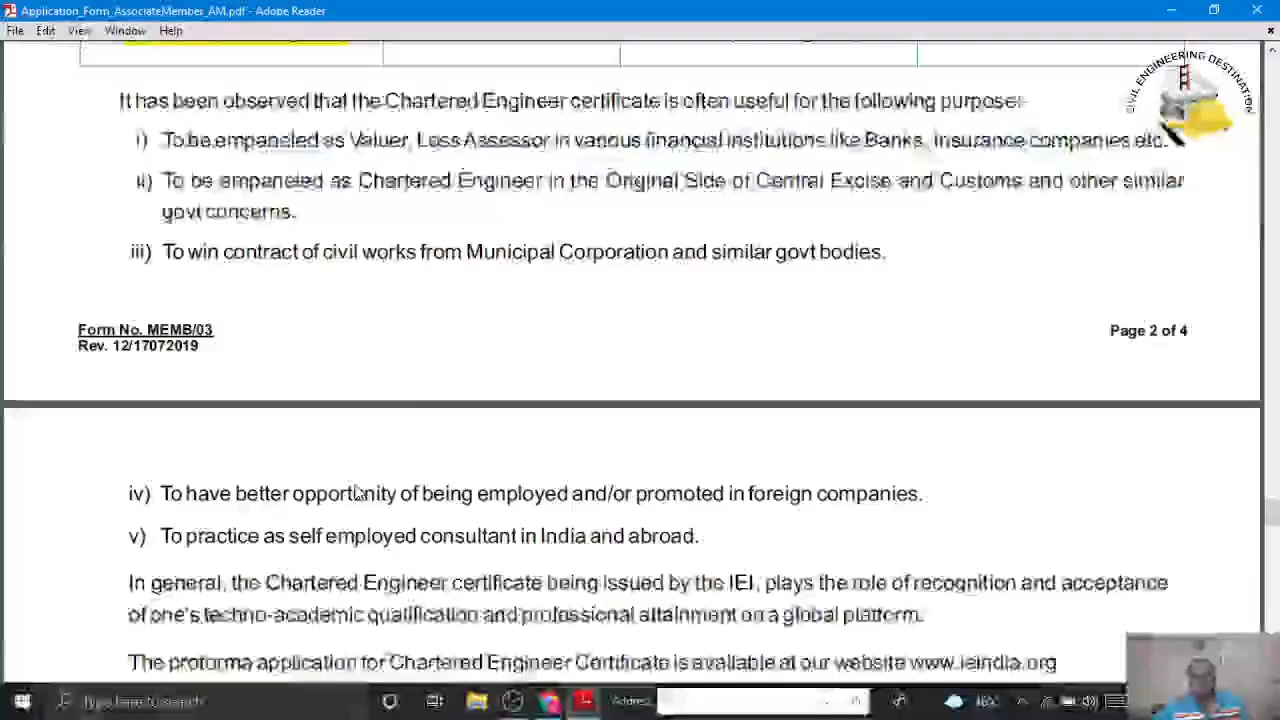 Application_Form_AssociateMember_AM.pdf - Adobe Reader
File Edit View Window Help
CIVIL ENGINEERING DESTINATION
It has been observed that the Chartered Engineer certificate is often useful for the following purpose:
i) To be empaneled as Valuer, Loss Assessor in various financial institutions like Banks, Insurance companies etc.
ii) To be empaneled as Chartered Engineer in the Original Side of Central Excise and Customs and other similar
govt concerns.
iii) To win contract of civil works from Municipal Corporation and similar govt bodies.
Form No. MEMB/03
Page 2 of 4
Rev. 12/17072019
iv) To have better opportunity of being employed and/or promoted in foreign companies.
v) To practice as self employed consultant in India and abroad.
In general, the Chartered Engineer certificate being issued by the IEI, plays the role of recognition and acceptance
of one's techno-academic qualification and professional attainment on a global platform.
The proforma application for Chartered Engineer Certificate is available at our website www.ieindia.org
Type here to search
Address